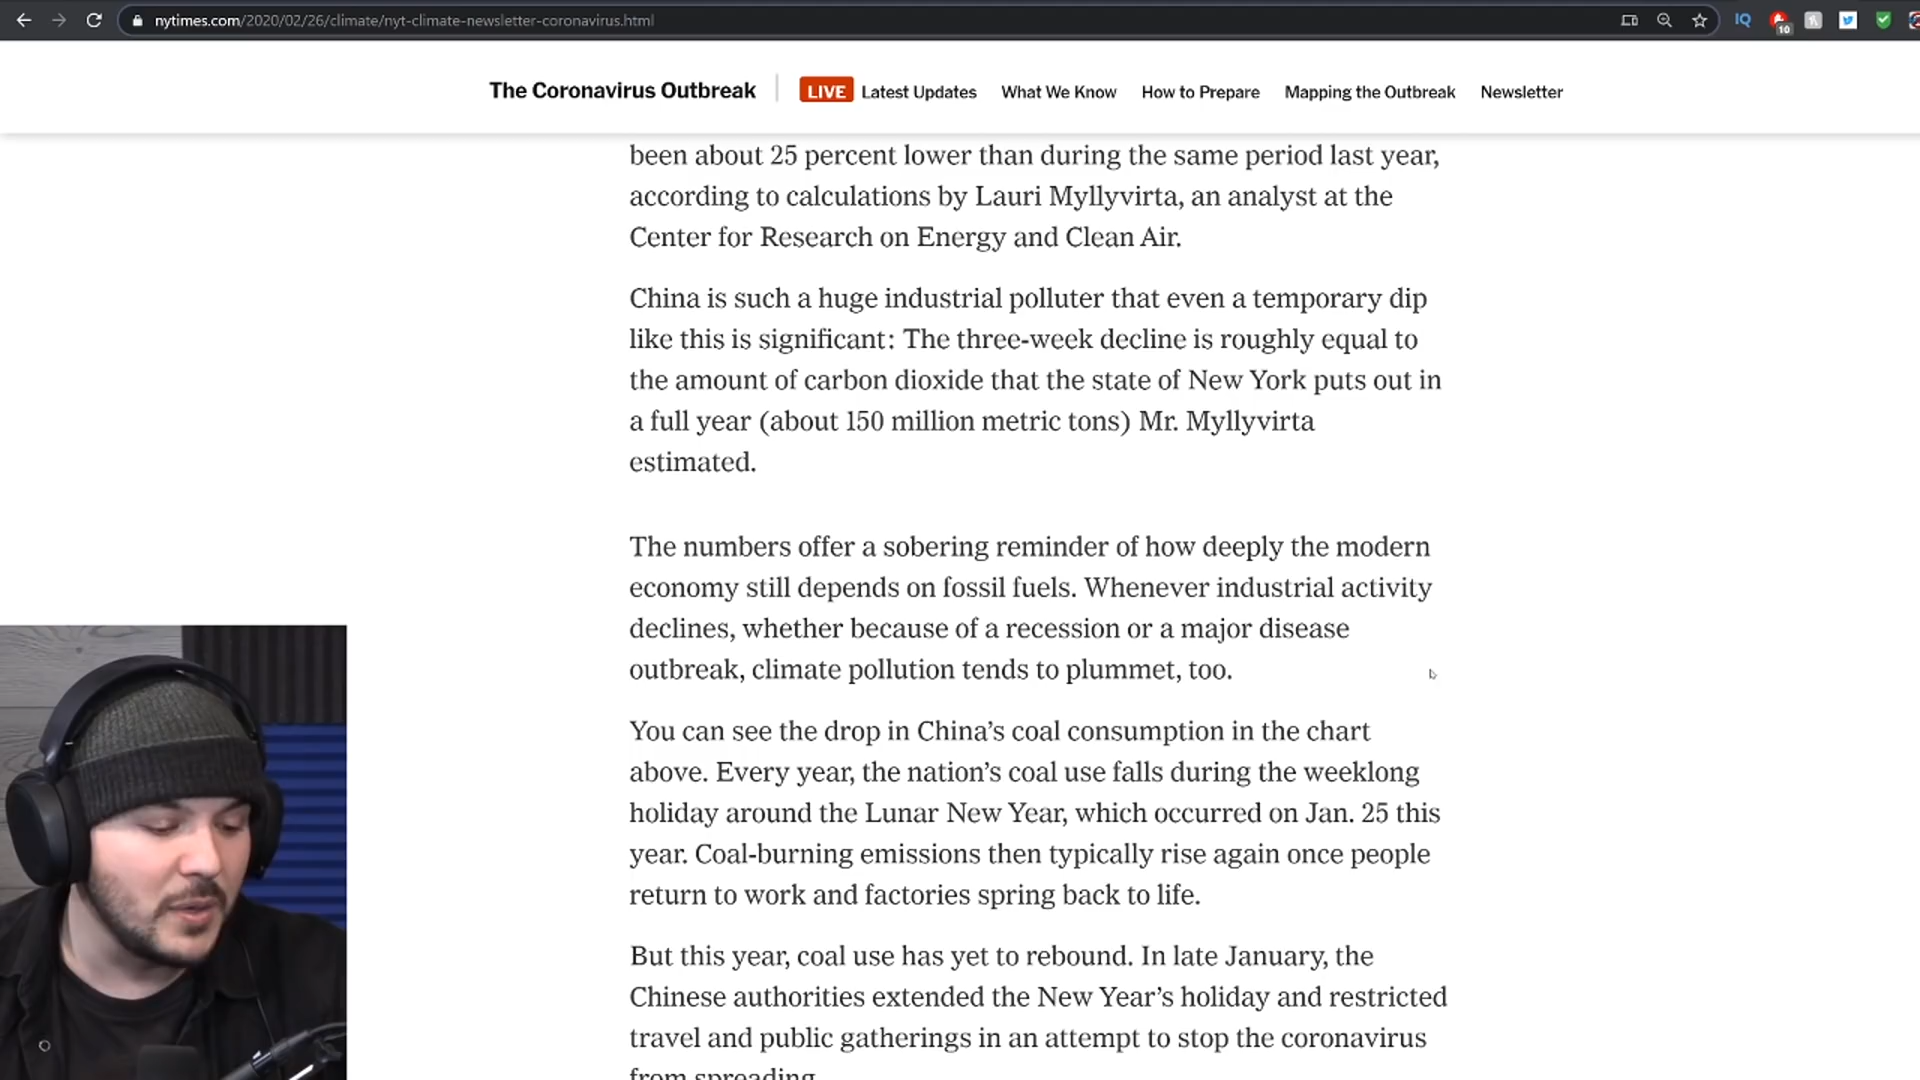 nytimes.com/2020/02/26/climate/nyt-climate-newsletter-coronavirus.html
IQ
10
The Coronavirus Outbreak LIVE Latest Updates What We Know How to Prepare Mapping the Outbreak Newsletter
been about 25 percent lower than during the same period last year,
according to calculations by Lauri Myllyvirta, an analyst at the
Center for Research on Energy and Clean Air.
China is such a huge industrial polluter that even a temporary dip
like this is significant: The three-week decline is roughly equal to
the amount of carbon dioxide that the state of New York puts out in
a full year (about 150 million metric tons) Mr. Myllyvirta
estimated.
The numbers offer a sobering reminder of how deeply the modern
economy still depends on fossil fuels. Whenever industrial activity
declines, whether because of a recession or a major disease
outbreak, climate pollution tends to plummet, too.
You can see the drop in China’s coal consumption in the chart
above. Every year, the nation’s coal use falls during the weeklong
holiday around the Lunar New Year, which occurred on Jan. 25 this
year. Coal-burning emissions then typically rise again once people
return to work and factories spring back to life.
But this year, coal use has yet to rebound. In late January, the
Chinese authorities extended the New Year’s holiday and restricted
travel and public gatherings in an attempt to stop the coronavirus
from spreading.